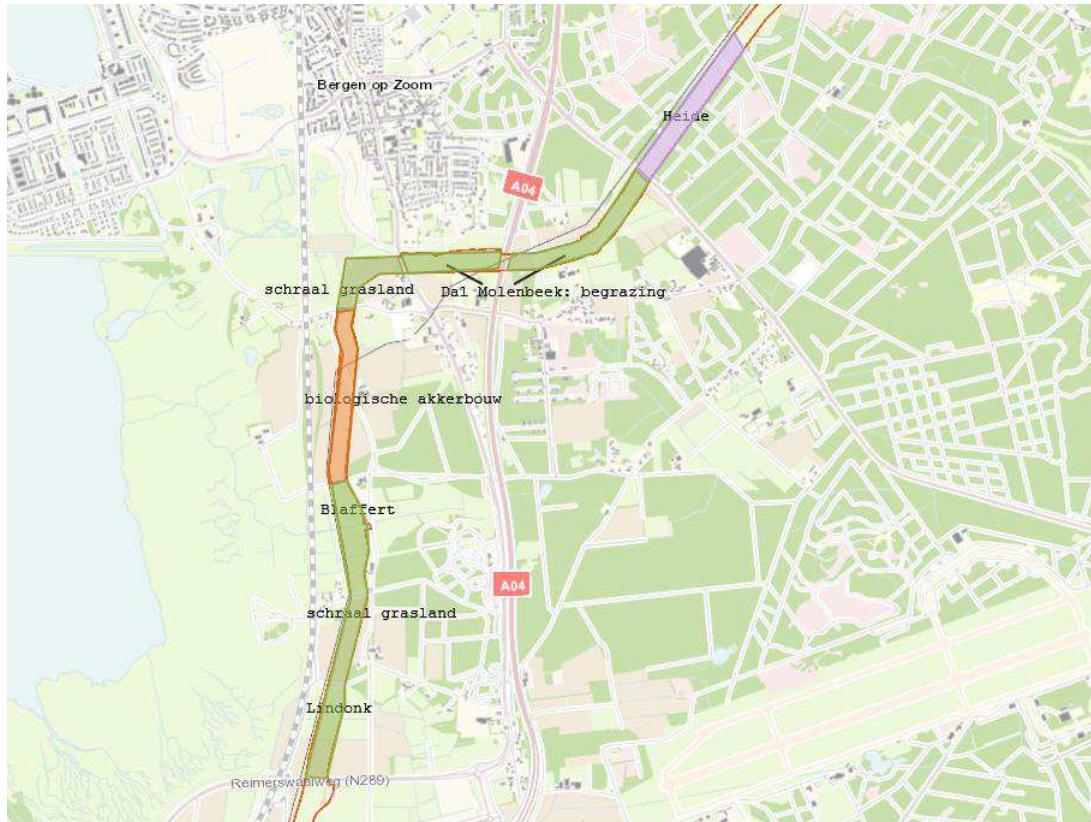 Bergen op Zoom
Heide
A04
schraal grasland
Dal Molenbeek: begrazing
biologische akkerbouw
Blaffert
A04
schraal grasland
Lindonk
Reimerswaalweg (N289)